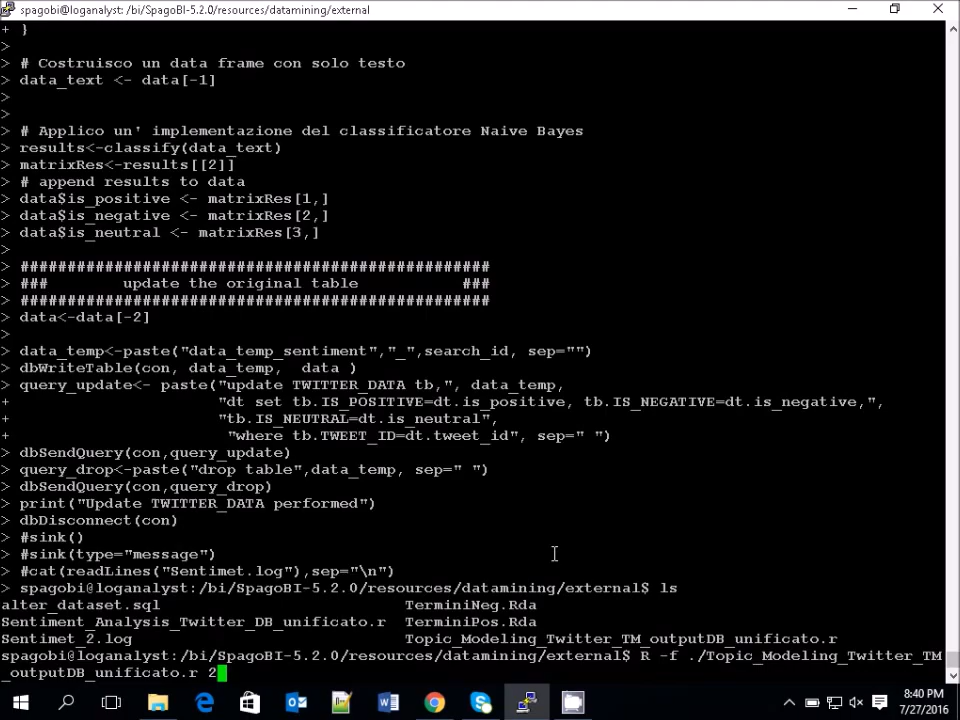 spagobi@loganalyst: /bi/SpagoBI-5.2.0/resources/datamining/external
+ }
>
> # Costruisco un data frame con solo testo
> data_text <- data[-1]
>
>
> # Applico un' implementazione del classificatore Naive Bayes
> results<-classify(data_text)
> matrixRes<-results[[2]]
> # append results to data
> data$is_positive <- matrixRes[1,]
> data$is_negative <- matrixRes[2,]
> data$is_neutral <- matrixRes[3,]
>
> ##################################################
> ###        update the original table           ###
> ##################################################
> data<-data[-2]
>
> data_temp<-paste("data_temp_sentiment","_",search_id, sep="")
> dbWriteTable(con, data_temp,  data )
> query_update<- paste("update TWITTER_DATA tb,", data_temp,
+                      "dt set tb.IS_POSITIVE=dt.is_positive, tb.IS_NEGATIVE=dt.is_negative,",
+                      "tb.IS_NEUTRAL=dt.is_neutral",
+                       "where tb.TWEET_ID=dt.tweet_id", sep=" ")
> dbSendQuery(con,query_update)
> query_drop<-paste("drop table",data_temp, sep=" ")
> dbSendQuery(con,query_drop)
> print("Update TWITTER_DATA performed")
> dbDisconnect(con)
> #sink()
> #sink(type="message")
> #cat(readLines("Sentimet.log"),sep="\n")
> spagobi@loganalyst:/bi/SpagoBI-5.2.0/resources/datamining/external$ ls
alter_dataset.sql                          TerminiNeg.Rda
Sentiment_Analysis_Twitter_DB_unificato.r  TerminiPos.Rda
Sentimet_2.log                             Topic_Modeling_Twitter_TM_outputDB_unificato.r
spagobi@loganalyst:/bi/SpagoBI-5.2.0/resources/datamining/external$ R -f ./Topic_Modeling_Twitter_TM
_outputDB_unificato.r 2
8:40 PM
7/27/2016